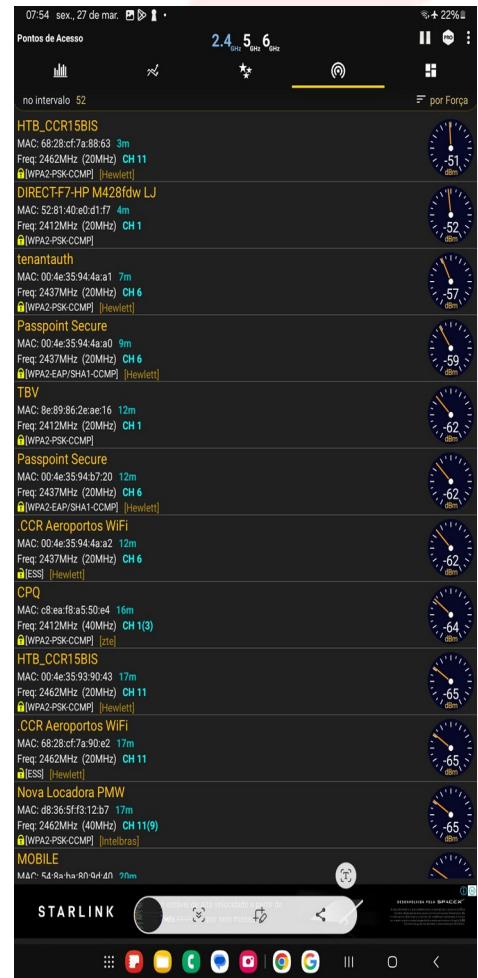 07:54 sex., 27 de mar.
22%
Pontos de Acesso
2.4GHz 5GHz 6GHz
PRO
no intervalo 52
por Força
HTB_CCR15BIS
MAC: 68:28:cf:7a:88:63 3m
Freq: 2462MHz (20MHz) CH 11
[WPA2-PSK-CCMP] [Hewlett]
-51
dBm
DIRECT-F7-HP M428fdw LJ
MAC: 52:81:40:e0:d1:f7 4m
Freq: 2412MHz (20MHz) CH 1
[WPA2-PSK-CCMP]
-52
dBm
tenantauth
MAC: 00:4e:35:94:4a:a1 7m
Freq: 2437MHz (20MHz) CH 6
[WPA2-PSK-CCMP] [Hewlett]
-57
dBm
Passpoint Secure
MAC: 00:4e:35:94:4a:a0 9m
Freq: 2437MHz (20MHz) CH 6
[WPA2-EAP/SHA1-CCMP] [Hewlett]
-59
dBm
TBV
MAC: 8e:89:86:2e:ae:16 12m
Freq: 2412MHz (20MHz) CH 1
[WPA2-PSK-CCMP]
-62
dBm
Passpoint Secure
MAC: 00:4e:35:94:b7:20 12m
Freq: 2437MHz (20MHz) CH 6
[WPA2-EAP/SHA1-CCMP] [Hewlett]
-62
dBm
.CCR Aeroportos WiFi
MAC: 00:4e:35:94:4a:a2 12m
Freq: 2437MHz (20MHz) CH 6
[ESS] [Hewlett]
-62
dBm
CPQ
MAC: c8:ea:f8:a5:50:e4 16m
Freq: 2412MHz (40MHz) CH 1(3)
[WPA2-PSK-CCMP] [zte]
-64
dBm
HTB_CCR15BIS
MAC: 00:4e:35:93:90:43 17m
Freq: 2462MHz (20MHz) CH 11
[WPA2-PSK-CCMP] [Hewlett]
-65
dBm
.CCR Aeroportos WiFi
MAC: 68:28:cf:7a:90:e2 17m
Freq: 2462MHz (20MHz) CH 11
[ESS] [Hewlett]
-65
dBm
Nova Locadora PMW
MAC: d8:36:5f:f3:12:b7 17m
Freq: 2462MHz (40MHz) CH 11(9)
[WPA2-PSK-CCMP] [Intelbras]
-65
dBm
MOBILE
MAC: 54:8a:ba:80:9d:40 20m
STARLINK
DESENVOLVIDA PELA SPACEX